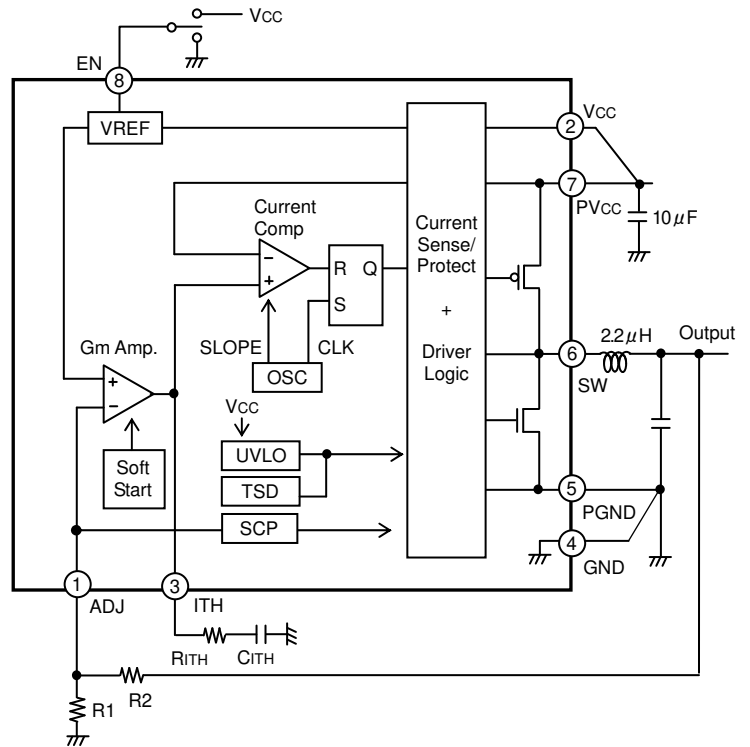 VCC
EN
8
VREF
VCC
2
7
PVCC
10μF
Current
Comp
Current
Sense/
Protect
+
Driver
Logic
−
+
R
Q
S
SLOPE
CLK
OSC
Gm Amp.
+
−
2.2μH
Output
6
SW
VCC
UVLO
TSD
SCP
Soft
Start
5
PGND
4
GND
1
ADJ
3
ITH
RITH
CITH
R2
R1